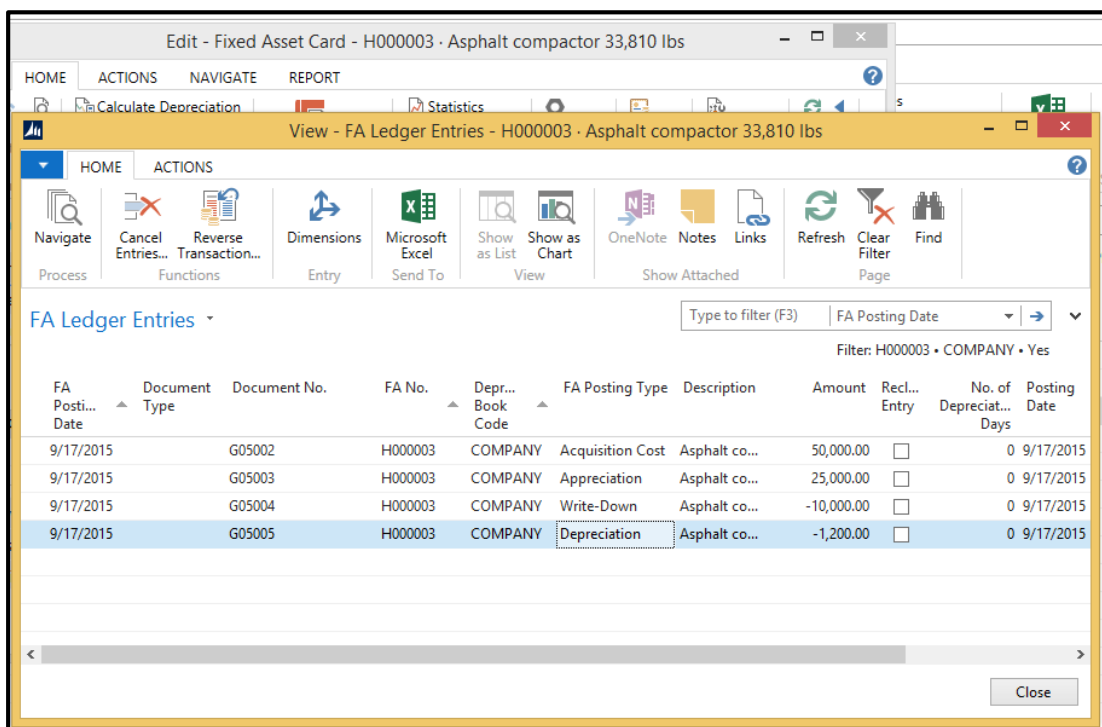 Edit - Fixed Asset Card - H000003 · Asphalt compactor 33,810 lbs
HOME ACTIONS NAVIGATE REPORT
Calculate Depreciation Statistics
View - FA Ledger Entries - H000003 · Asphalt compactor 33,810 lbs
HOME ACTIONS
Navigate Cancel Entries... Reverse Transaction... Dimensions Microsoft Excel Show as List Show as Chart OneNote Notes Links Refresh Clear Filter Find
Process Functions Entry Send To View Show Attached Page
FA Ledger Entries Type to filter (F3) FA Posting Date
Filter: H000003 • COMPANY • Yes
FA Posti... Date Document Type Document No. FA No. Depr... Book Code FA Posting Type Description Amount Recl... Entry No. of Depreciat... Days Posting Date
9/17/2015 G05002 H000003 COMPANY Acquisition Cost Asphalt co... 50,000.00 0 9/17/2015
9/17/2015 G05003 H000003 COMPANY Appreciation Asphalt co... 25,000.00 0 9/17/2015
9/17/2015 G05004 H000003 COMPANY Write-Down Asphalt co... -10,000.00 0 9/17/2015
9/17/2015 G05005 H000003 COMPANY Depreciation Asphalt co... -1,200.00 0 9/17/2015
Close